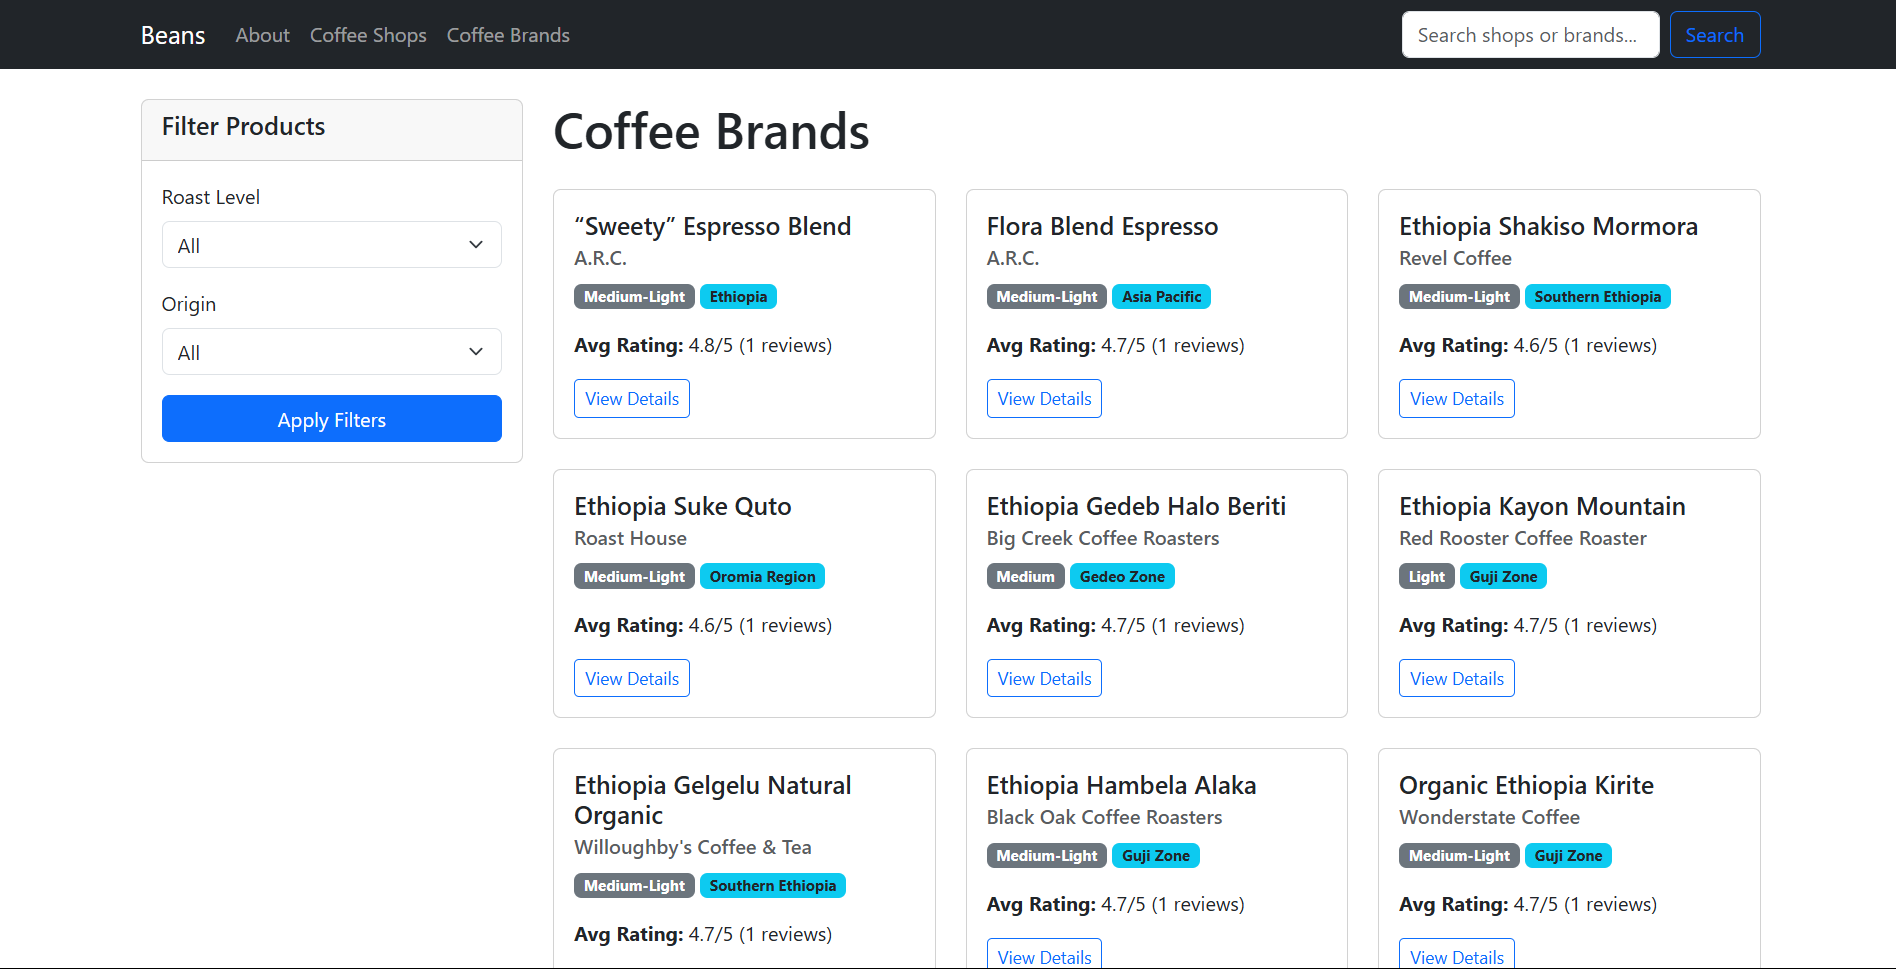 Beans About Coffee Shops Coffee Brands Search shops or brands... Search
Filter Products
Roast Level
All
Origin
All
Apply Filters
Coffee Brands
“Sweety” Espresso Blend
A.R.C.
Medium-Light Ethiopia
Avg Rating: 4.8/5 (1 reviews)
View Details
Flora Blend Espresso
A.R.C.
Medium-Light Asia Pacific
Avg Rating: 4.7/5 (1 reviews)
View Details
Ethiopia Shakiso Mormora
Revel Coffee
Medium-Light Southern Ethiopia
Avg Rating: 4.6/5 (1 reviews)
View Details
Ethiopia Suke Quto
Roast House
Medium-Light Oromia Region
Avg Rating: 4.6/5 (1 reviews)
View Details
Ethiopia Gedeb Halo Beriti
Big Creek Coffee Roasters
Medium Gedeo Zone
Avg Rating: 4.7/5 (1 reviews)
View Details
Ethiopia Kayon Mountain
Red Rooster Coffee Roaster
Light Guji Zone
Avg Rating: 4.7/5 (1 reviews)
View Details
Ethiopia Gelgelu Natural
Organic
Willoughby's Coffee & Tea
Medium-Light Southern Ethiopia
Avg Rating: 4.7/5 (1 reviews)
Ethiopia Hambela Alaka
Black Oak Coffee Roasters
Medium-Light Guji Zone
Avg Rating: 4.7/5 (1 reviews)
View Details
Organic Ethiopia Kirite
Wonderstate Coffee
Medium-Light Guji Zone
Avg Rating: 4.7/5 (1 reviews)
View Details